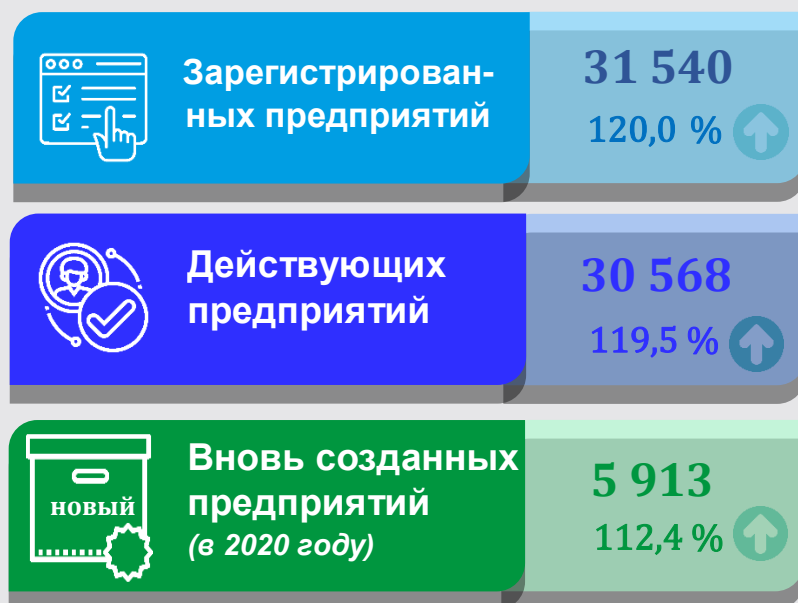 Зарегистрирован-
ных предприятий
31 540
120,0 %
Действующих
предприятий
30 568
119,5 %
новый
Вновь созданных
предприятий
(в 2020 году)
5 913
112,4 %